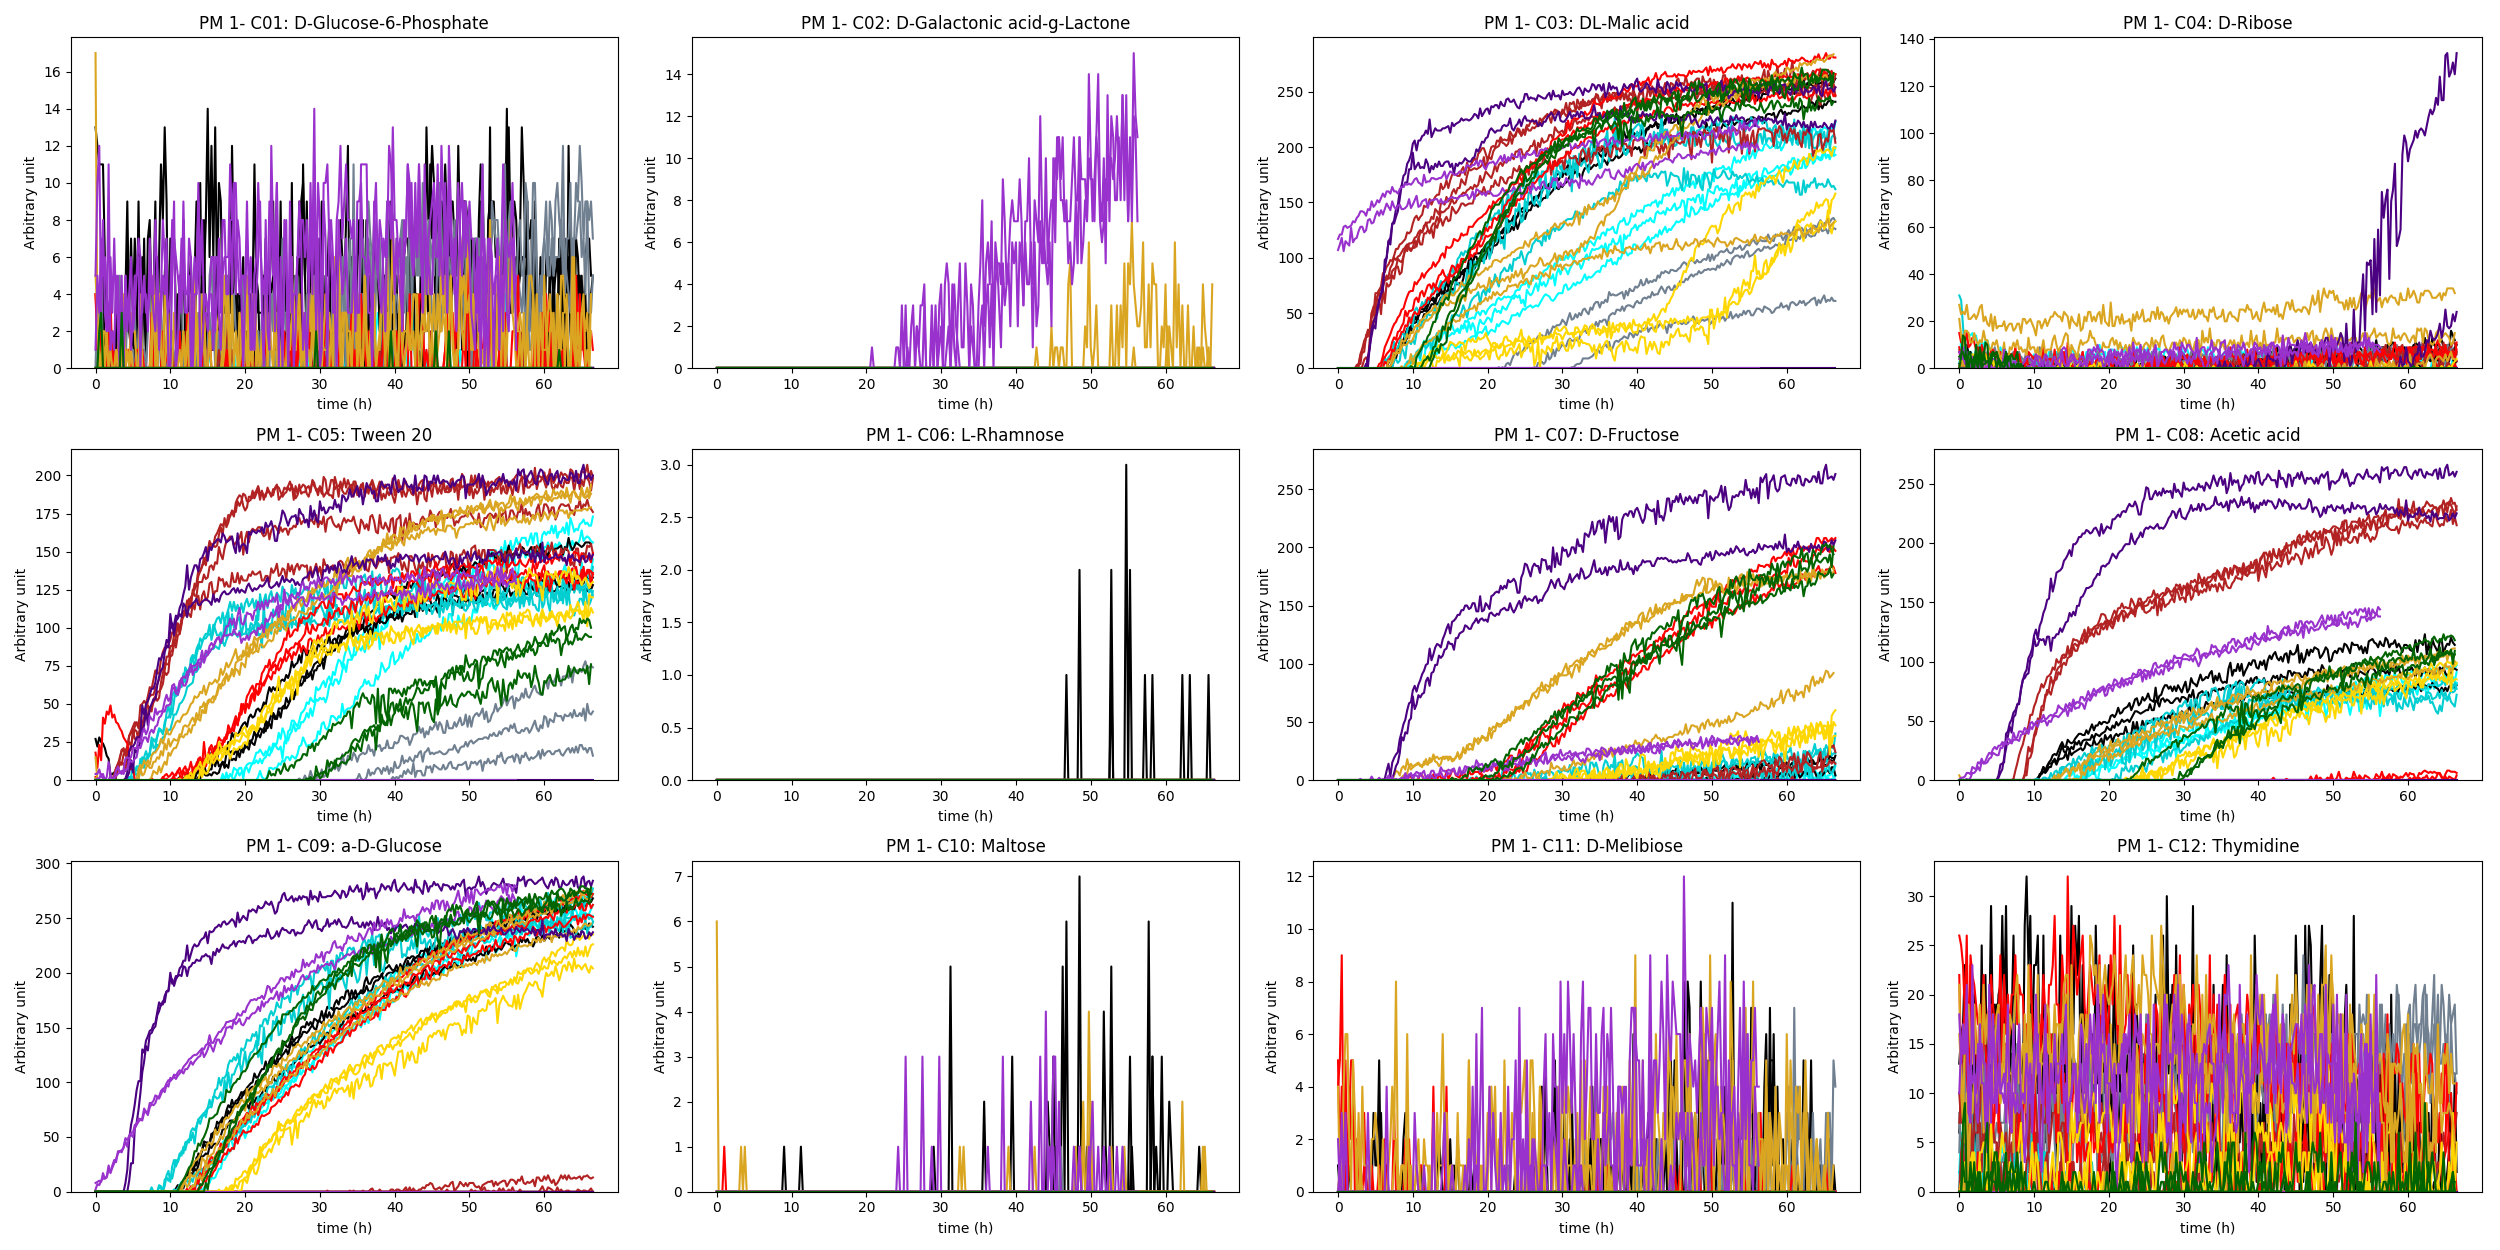 PM 1- C01: D-Glucose-6-Phosphate
PM 1- C02: D-Galactonic acid-g-Lactone
PM 1- C03: DL-Malic acid
PM 1- C04: D-Ribose
Arbitrary unit
16
14
12
10
8
6
4
2
0
0 10 20 30 40 50 60
time (h)
Arbitrary unit
14
12
10
8
6
4
2
0
0 10 20 30 40 50 60
time (h)
Arbitrary unit
250
200
150
100
50
0
0 10 20 30 40 50 60
time (h)
Arbitrary unit
140
120
100
80
60
40
20
0
0 10 20 30 40 50 60
time (h)
PM 1- C05: Tween 20
PM 1- C06: L-Rhamnose
PM 1- C07: D-Fructose
PM 1- C08: Acetic acid
Arbitrary unit
200
175
150
125
100
75
50
25
0
0 10 20 30 40 50 60
time (h)
Arbitrary unit
3.0
2.5
2.0
1.5
1.0
0.5
0.0
0 10 20 30 40 50 60
time (h)
Arbitrary unit
250
200
150
100
50
0
0 10 20 30 40 50 60
time (h)
Arbitrary unit
250
200
150
100
50
0
0 10 20 30 40 50 60
time (h)
PM 1- C09: a-D-Glucose
PM 1- C10: Maltose
PM 1- C11: D-Melibiose
PM 1- C12: Thymidine
Arbitrary unit
300
250
200
150
100
50
0
0 10 20 30 40 50 60
time (h)
Arbitrary unit
7
6
5
4
3
2
1
0
0 10 20 30 40 50 60
time (h)
Arbitrary unit
12
10
8
6
4
2
0
0 10 20 30 40 50 60
time (h)
Arbitrary unit
30
25
20
15
10
5
0
0 10 20 30 40 50 60
time (h)